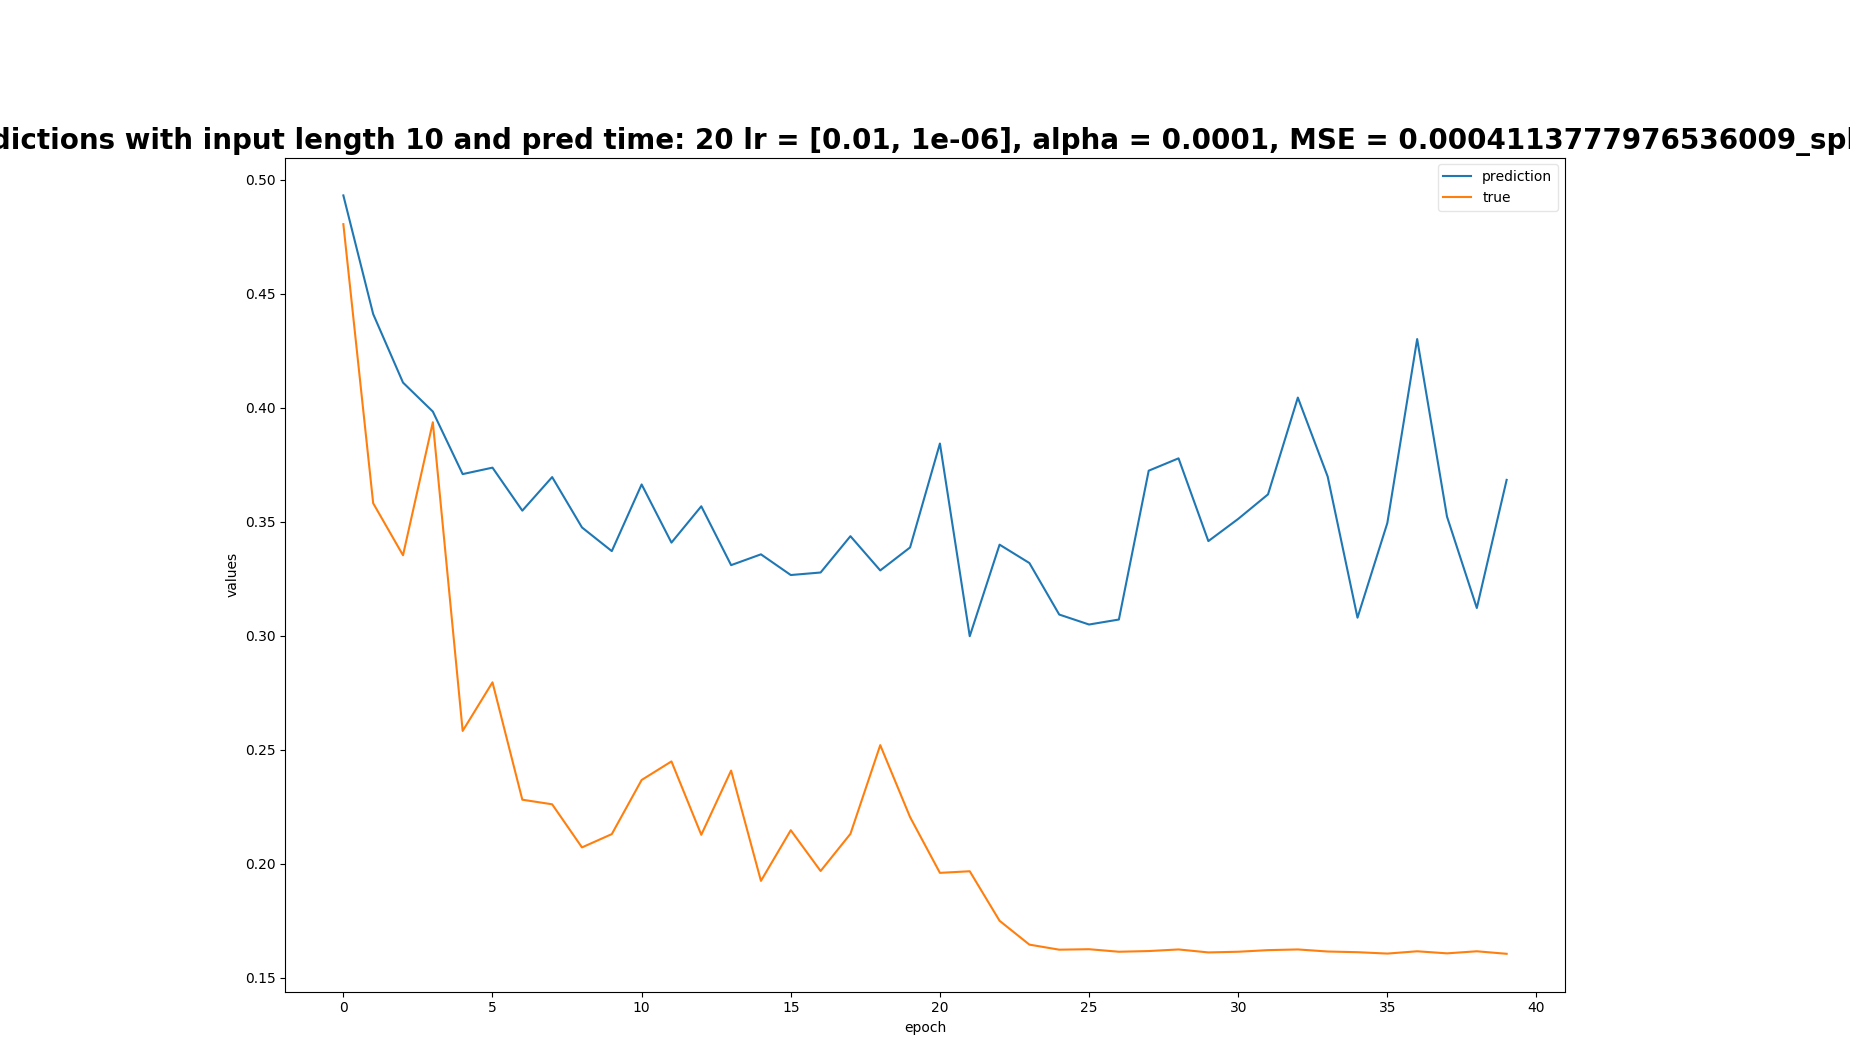 dictions with input length 10 and pred time: 20 lr = [0.01, 1e-06], alpha = 0.0001, MSE = 0.0004113777976536009_spl
prediction
true
0.50
0.45
0.40
0.35
0.30
0.25
0.20
0.15
values
0 5 10 15 20 25 30 35 40
epoch